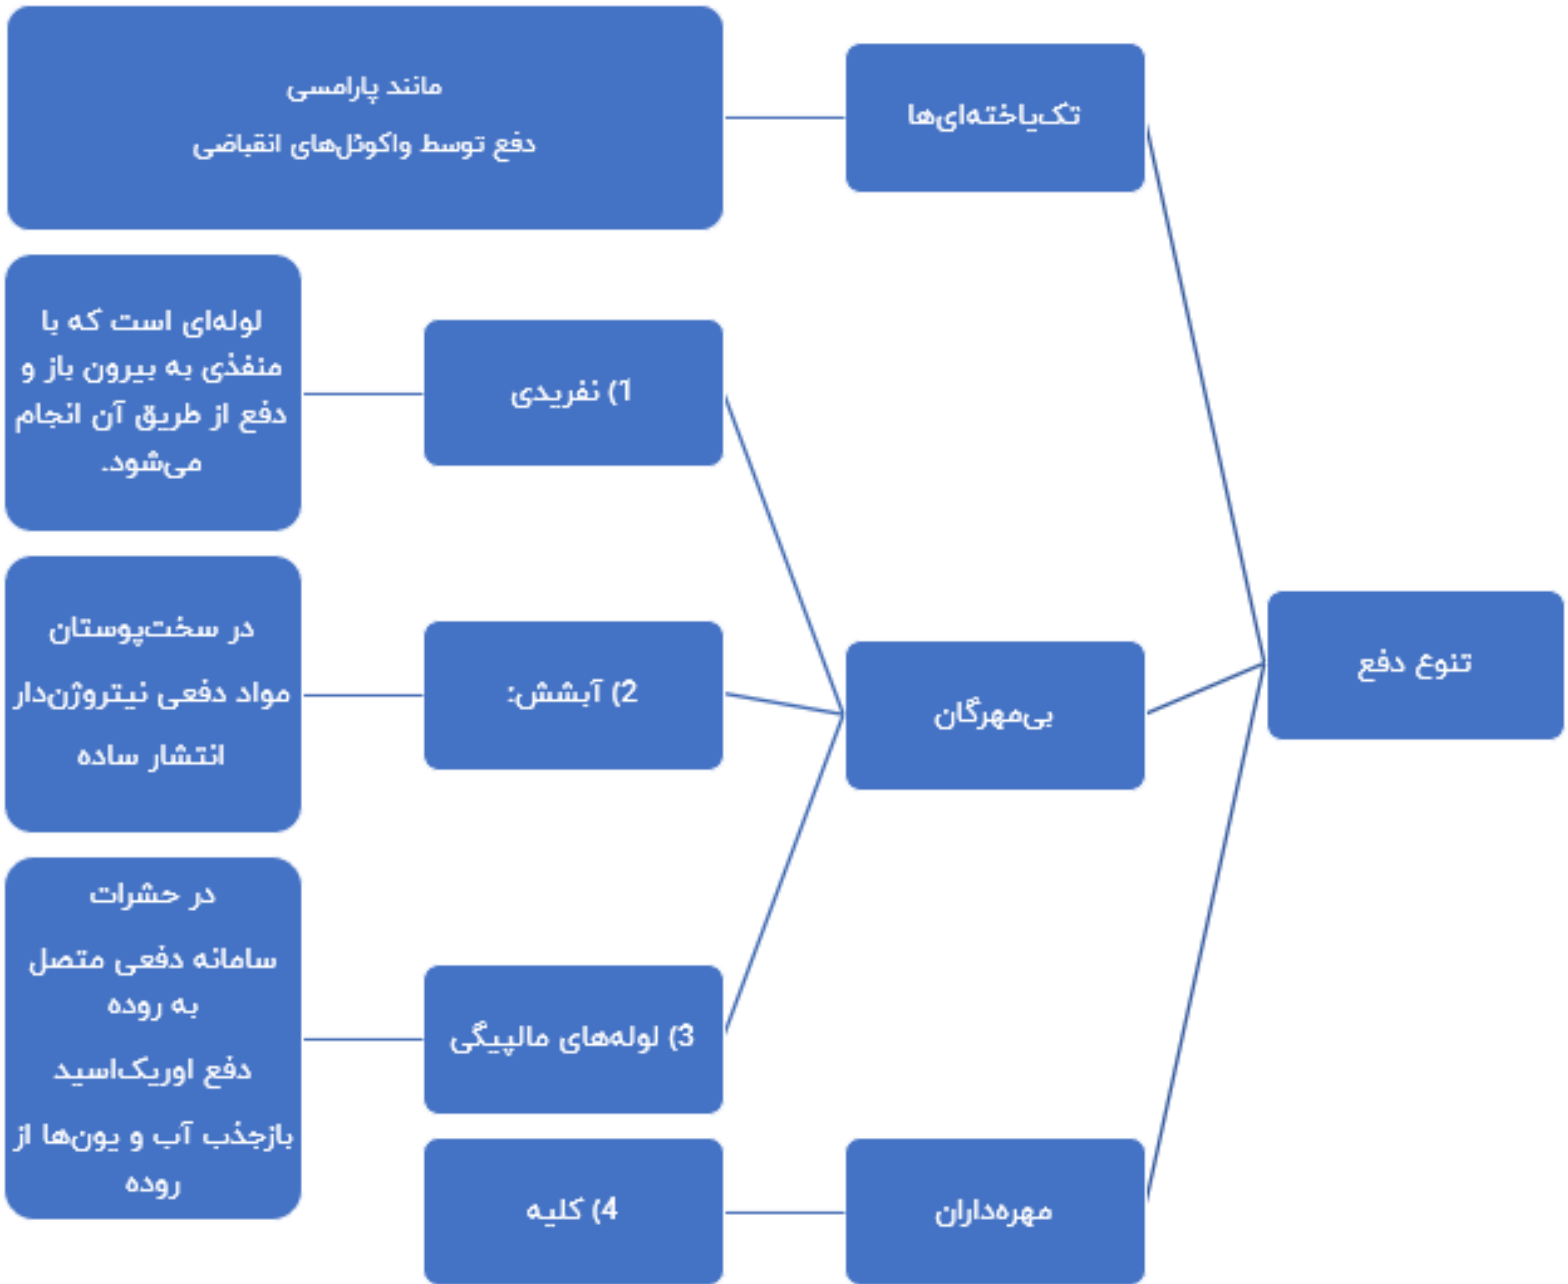 تنوع دفع
تک‌یاخته‌ای‌ها
مانند پارامسی
دفع توسط واکوئل‌های انقباضی
بی‌مهرگان
1) نفریدی
لوله‌ای است که با
منفذی به بیرون باز و
دفع از طریق آن انجام
می‌شود.
2) آبشش:
در سخت‌پوستان
مواد دفعی نیتروژن‌دار
انتشار ساده
3) لوله‌های مالپیگی
در حشرات
سامانه دفعی متصل
به روده
دفع اوریک‌اسید
بازجذب آب و یون‌ها از
روده
مهره‌داران
4) کلیه